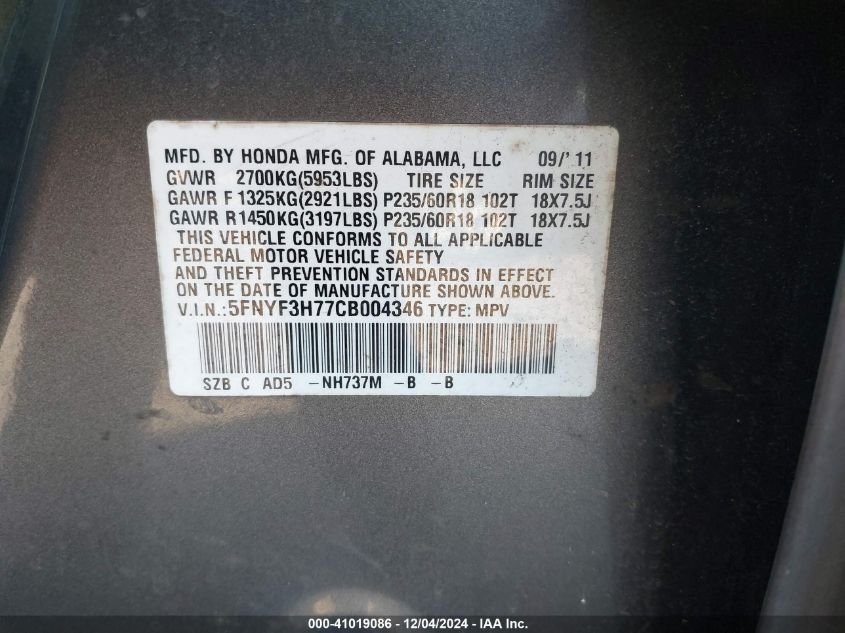 MFD. BY HONDA MFG. OF ALABAMA, LLC 09/'11
GVWR 2700KG(5953LBS) TIRE SIZE RIM SIZE
GAWR F 1325KG(2921LBS) P235/60R18 102T 18X7.5J
GAWR R1450KG(3197LBS) P235/60R18 102T 18X7.5J
THIS VEHICLE CONFORMS TO ALL APPLICABLE
FEDERAL MOTOR VEHICLE SAFETY
AND THEFT PREVENTION STANDARDS IN EFFECT
ON THE DATE OF MANUFACTURE SHOWN ABOVE.
V.I.N.:5FNYF3H77CB004346 TYPE: MPV
SZB C AD5 -NH737M -B -B
000-41019086 - 12/04/2024 - IAA Inc.